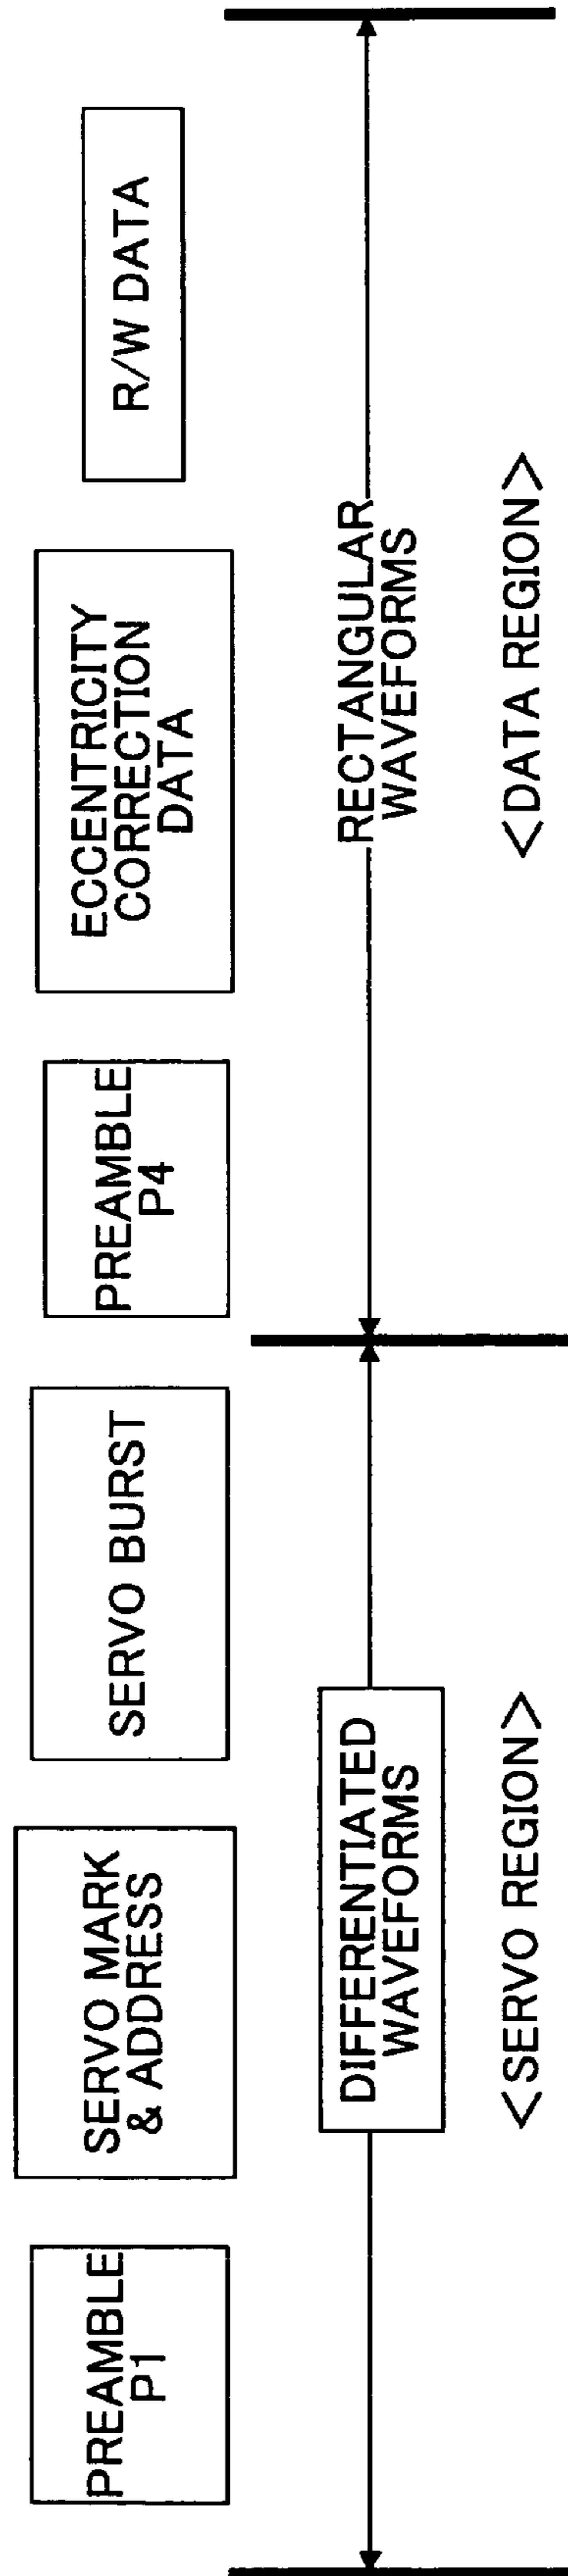 PREAMBLE
P1
SERVO MARK
& ADDRESS
SERVO BURST
PREAMBLE
P4
ECCENTRICITY
CORRECTION
DATA
R/W DATA
DIFFERENTIATED
WAVEFORMS
RECTANGULAR
WAVEFORMS
<SERVO REGION>
<DATA REGION>